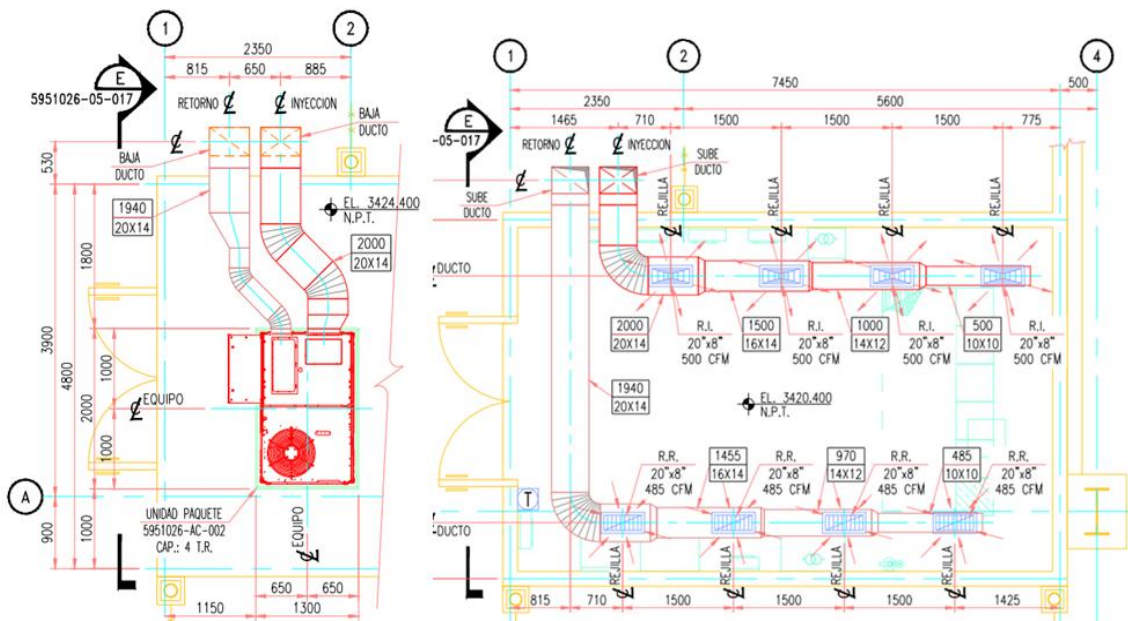 1
2
2350
815
650
885
E
5951026-05-017
RETORNO
INYECCION
BAJA
DUCTO
BAJA
DUCTO
530
1940
20X14
EL. 3424,400
N.P.T.
2000
20X14
1800
3900
4800
2000
1000
1000
EQUIPO
A
900
1000
UNIDAD PAQUETE
5951026-AC-002
CAP.: 4 T.R.
EQUIPO
650
650
1150
1300
1
2
4
7450
500
2350
5600
E
-05-017
1465
710
1500
1500
1500
775
RETORNO
INYECCION
SUBE
DUCTO
SUBE
DUCTO
REJILLA
REJILLA
REJILLA
REJILLA
DUCTO
2000
20X14
R.I.
20"x8"
500 CFM
1500
16X14
R.I.
20"x8"
500 CFM
1000
14X12
R.I.
20"x8"
500 CFM
500
10X10
R.I.
20"x8"
500 CFM
1940
20X14
EL. 3420,400
N.P.T.
R.R.
20"x8"
485 CFM
1455
16X14
R.R.
20"x8"
485 CFM
970
14X12
R.R.
20"x8"
485 CFM
485
10X10
R.R.
20"x8"
485 CFM
T
DUCTO
REJILLA
REJILLA
REJILLA
REJILLA
815
710
1500
1500
1500
1425